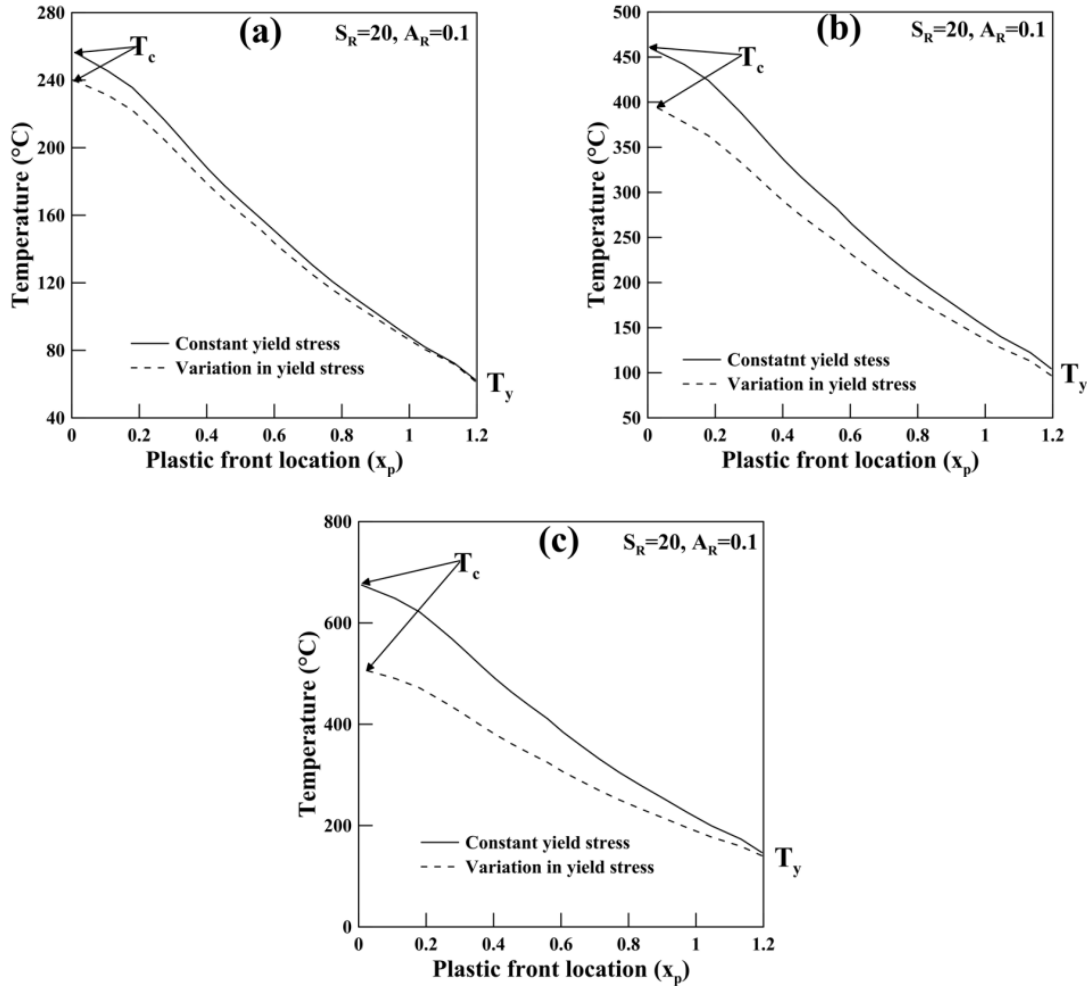 (a)
S_R=20, A_R=0.1
T_c
280
240
200
160
120
80
40
Temperature (°C)
Constant yield stress
Variation in yield stress
T_y
0 0.2 0.4 0.6 0.8 1 1.2
Plastic front location (x_p)
(b)
S_R=20, A_R=0.1
T_c
500
450
400
350
300
250
200
150
100
50
Temperature (°C)
Constatnt yield stess
Variation in yield stress
T_y
0 0.2 0.4 0.6 0.8 1 1.2
Plastic front location (x_p)
(c)
S_R=20, A_R=0.1
T_c
800
600
400
200
0
Temperature (°C)
Constant yield stress
Variation in yield stress
T_y
0 0.2 0.4 0.6 0.8 1 1.2
Plastic front location (x_p)